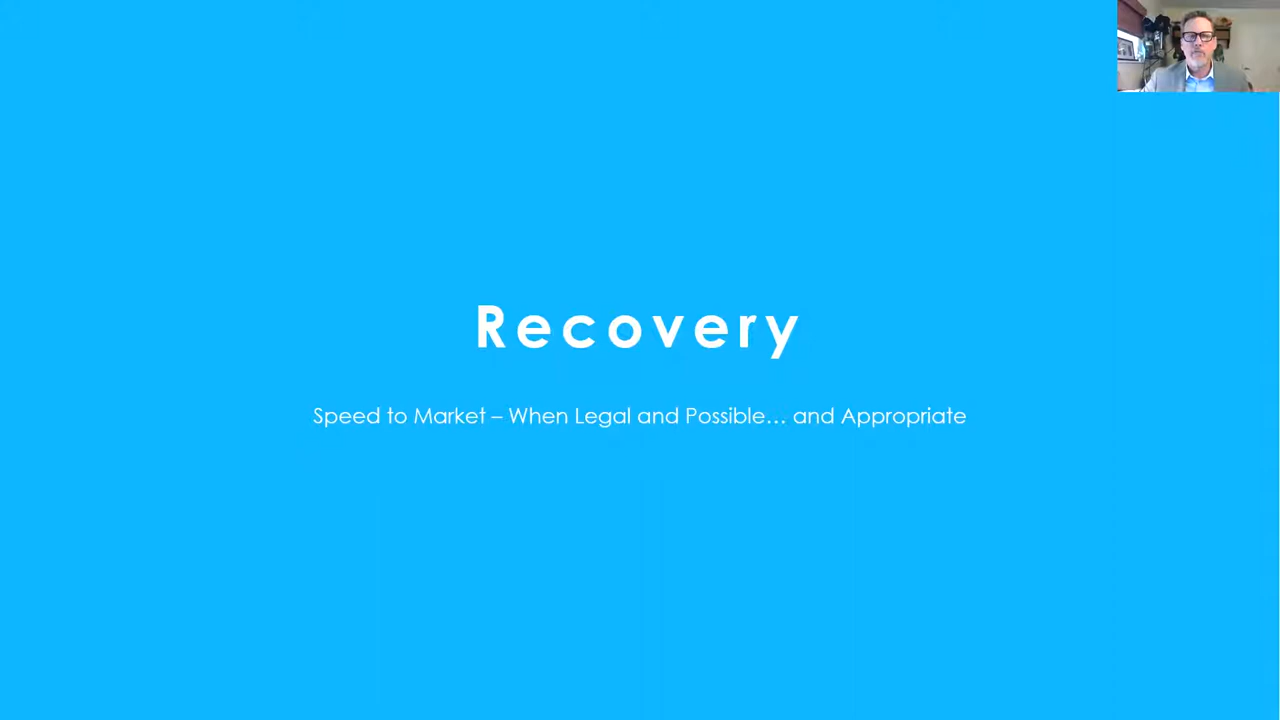 Recovery
Speed to Market – When Legal and Possible... and Appropriate